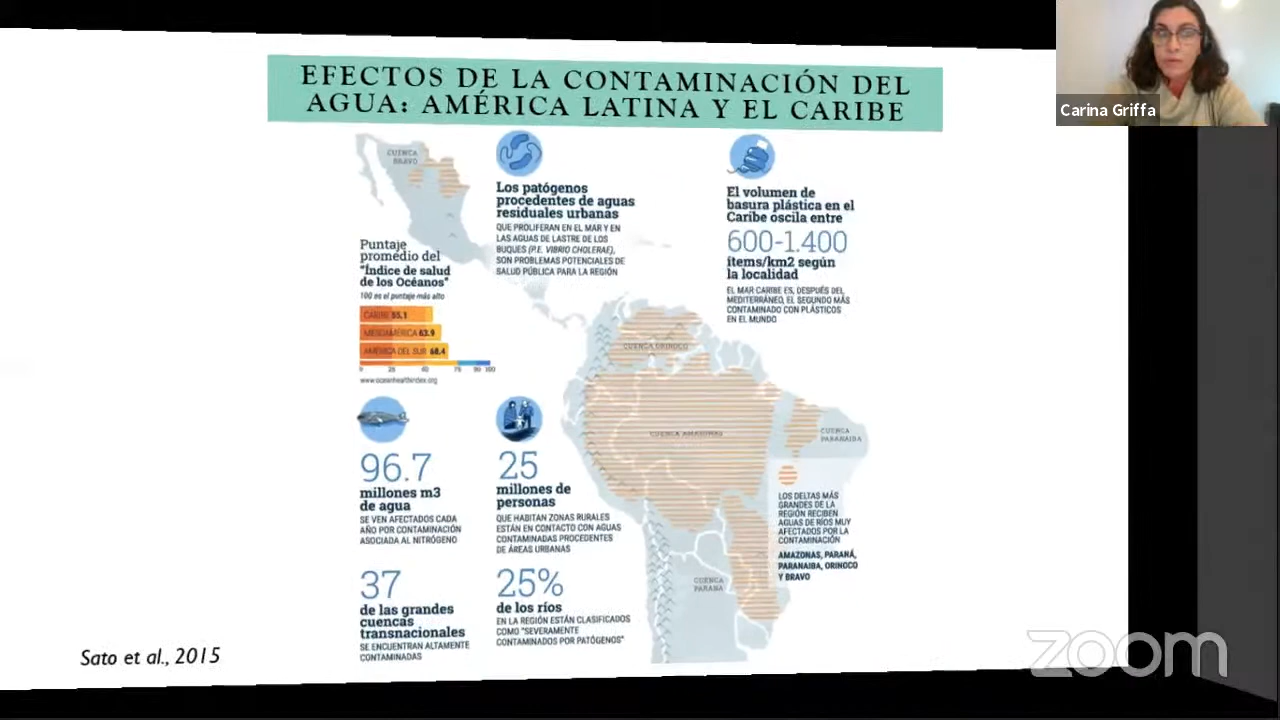 EFECTOS DE LA CONTAMINACIÓN DEL
AGUA: AMÉRICA LATINA Y EL CARIBE
Carina Griffa
CUENCA
BRAVO
Los patógenos
procedentes de aguas
residuales urbanas
QUE PROLIFERAN EN EL MAR Y EN
LAS AGUAS DE LASTRE DE LOS
BUQUES (P.E. VIBRIO CHOLERAE),
SON PROBLEMAS POTENCIALES DE
SALUD PÚBLICA PARA LA REGIÓN
El volumen de
basura plástica en el
Caribe oscila entre
600-1.400
ítems/km2 según
la localidad
EL MAR CARIBE ES, DESPUÉS DEL
MEDITERRÁNEO, EL SEGUNDO MÁS
CONTAMINADO CON PLÁSTICOS
EN EL MUNDO
Puntaje
promedio del
"Índice de salud
de los Océanos"
100 es el puntaje más alto
CARIBE 55.1
MESOAMÉRICA 63.9
AMÉRICA DEL SUR 68.4
0 25 50 75 90 100
www.oceanhealthindex.org
CUENCA ORINOCO
CUENCA AMAZONAS
CUENCA
PARANAIBA
CUENCA
PARANÁ
96.7
millones m3
de agua
SE VEN AFECTADOS CADA
AÑO POR CONTAMINACIÓN
ASOCIADA AL NITRÓGENO
25
millones de
personas
QUE HABITAN ZONAS RURALES
ESTÁN EN CONTACTO CON AGUAS
CONTAMINADAS PROCEDENTES
DE ÁREAS URBANAS
LOS DELTAS MÁS
GRANDES DE LA
REGIÓN RECIBEN
AGUAS DE RÍOS MUY
AFECTADOS POR LA
CONTAMINACIÓN
AMAZONAS, PARANÁ,
PARANAIBA, ORINOCO
Y BRAVO
37
de las grandes
cuencas
transnacionales
SE ENCUENTRAN ALTAMENTE
CONTAMINADAS
25%
de los ríos
EN LA REGIÓN ESTÁN CLASIFICADOS
COMO "SEVERAMENTE
CONTAMINADOS POR PATÓGENOS"
Sato et al., 2015
zoom